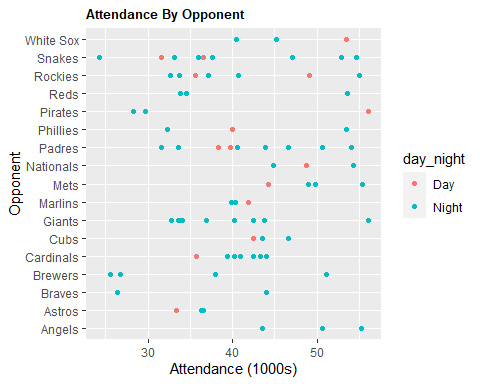 Attendance By Opponent
White Sox
Snakes
Rockies
Reds
Pirates
Phillies
Padres
Nationals
Mets
Marlins
Giants
Cubs
Cardinals
Brewers
Braves
Astros
Angels
Opponent
30 40 50
Attendance (1000s)
day_night
Day
Night